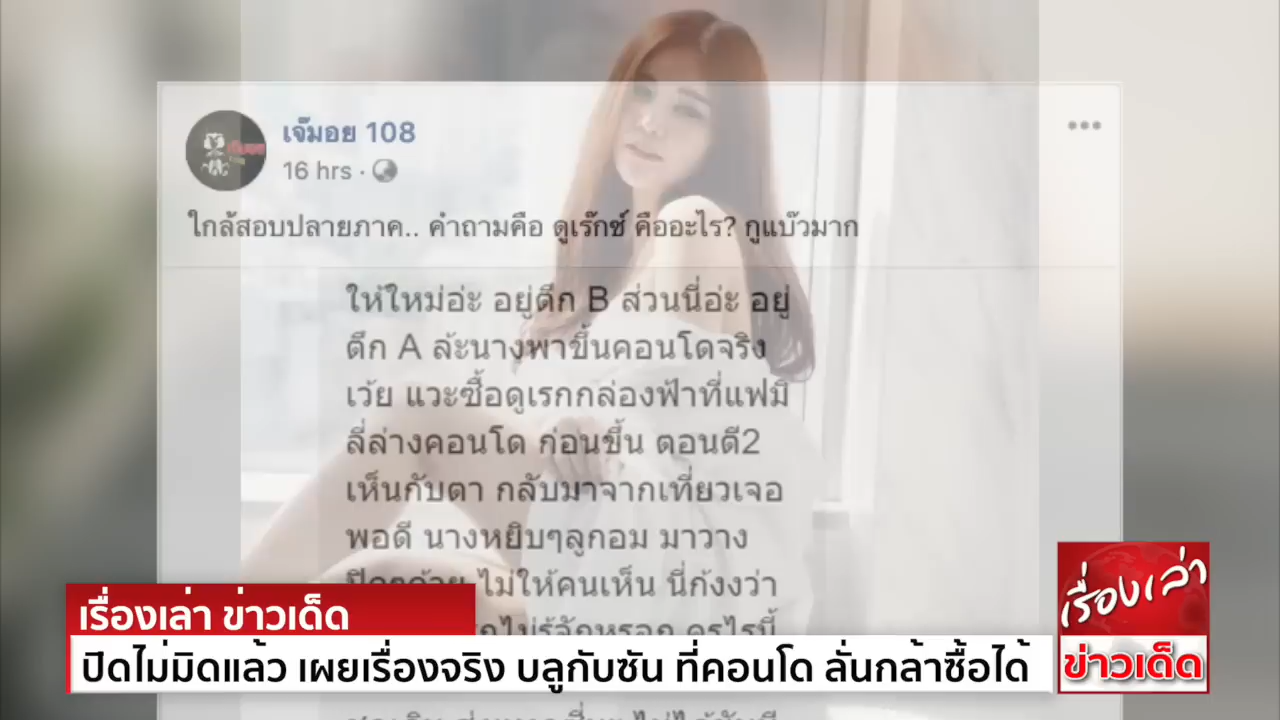 เจ๊มอย 108
16 hrs ·
ใกล้สอบปลายภาค.. คำถามคือ ดูเร๊กช์ คืออะไร? กูแบ๊วมาก
ให้ใหม่อ่ะ อยู่ตึก B ส่วนนี่อ่ะ อยู่
ตึก A ล้ะนางพาขึ้นคอนโดจริง
เว้ย แวะซื้อดูเรกกล่องฟ้าที่แฟมิ
ลี่ล่างคอนโด ก่อนขึ้น ตอนตี2
เห็นกับตา กลับมาจากเที่ยวเจอ
พอดี นางหยิบๆลูกอม มาวาง
ปิดๆด้วย ไม่ให้คนเห็น นี่ก้งงว่า
ไม่รู้จักหรอก ครไรนี้
เรื่องเล่า ข่าวเด็ด
ปิดไม่มิดแล้ว เผยเรื่องจริง บลูกับซัน ที่คอนโด ลั่นกล้าซื้อได้
เรื่องเล่า
ข่าวเด็ด